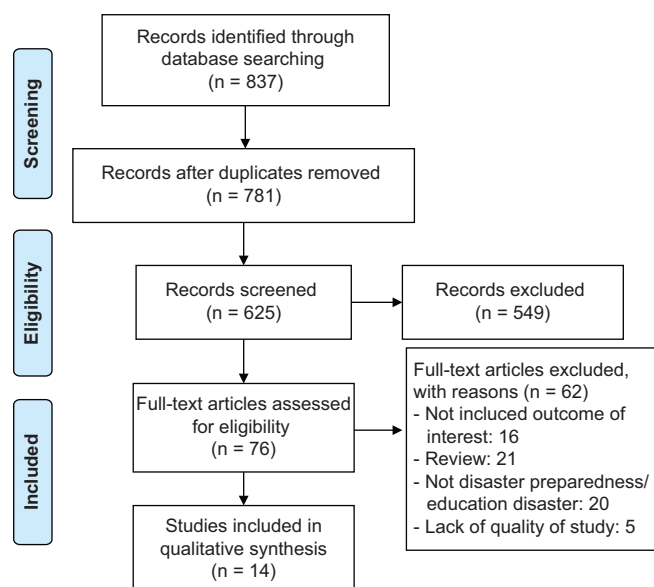 Screening
Records identified through
database searching
(n = 837)
Records after duplicates removed
(n = 781)
Eligibility
Records screened
(n = 625)
Records excluded
(n = 549)
Included
Full-text articles assessed
for eligibility
(n = 76)
Full-text articles excluded,
with reasons (n = 62)
- Not included outcome of
interest: 16
- Review: 21
- Not disaster preparedness/
education disaster: 20
- Lack of quality of study: 5
Studies included in
qualitative synthesis
(n = 14)